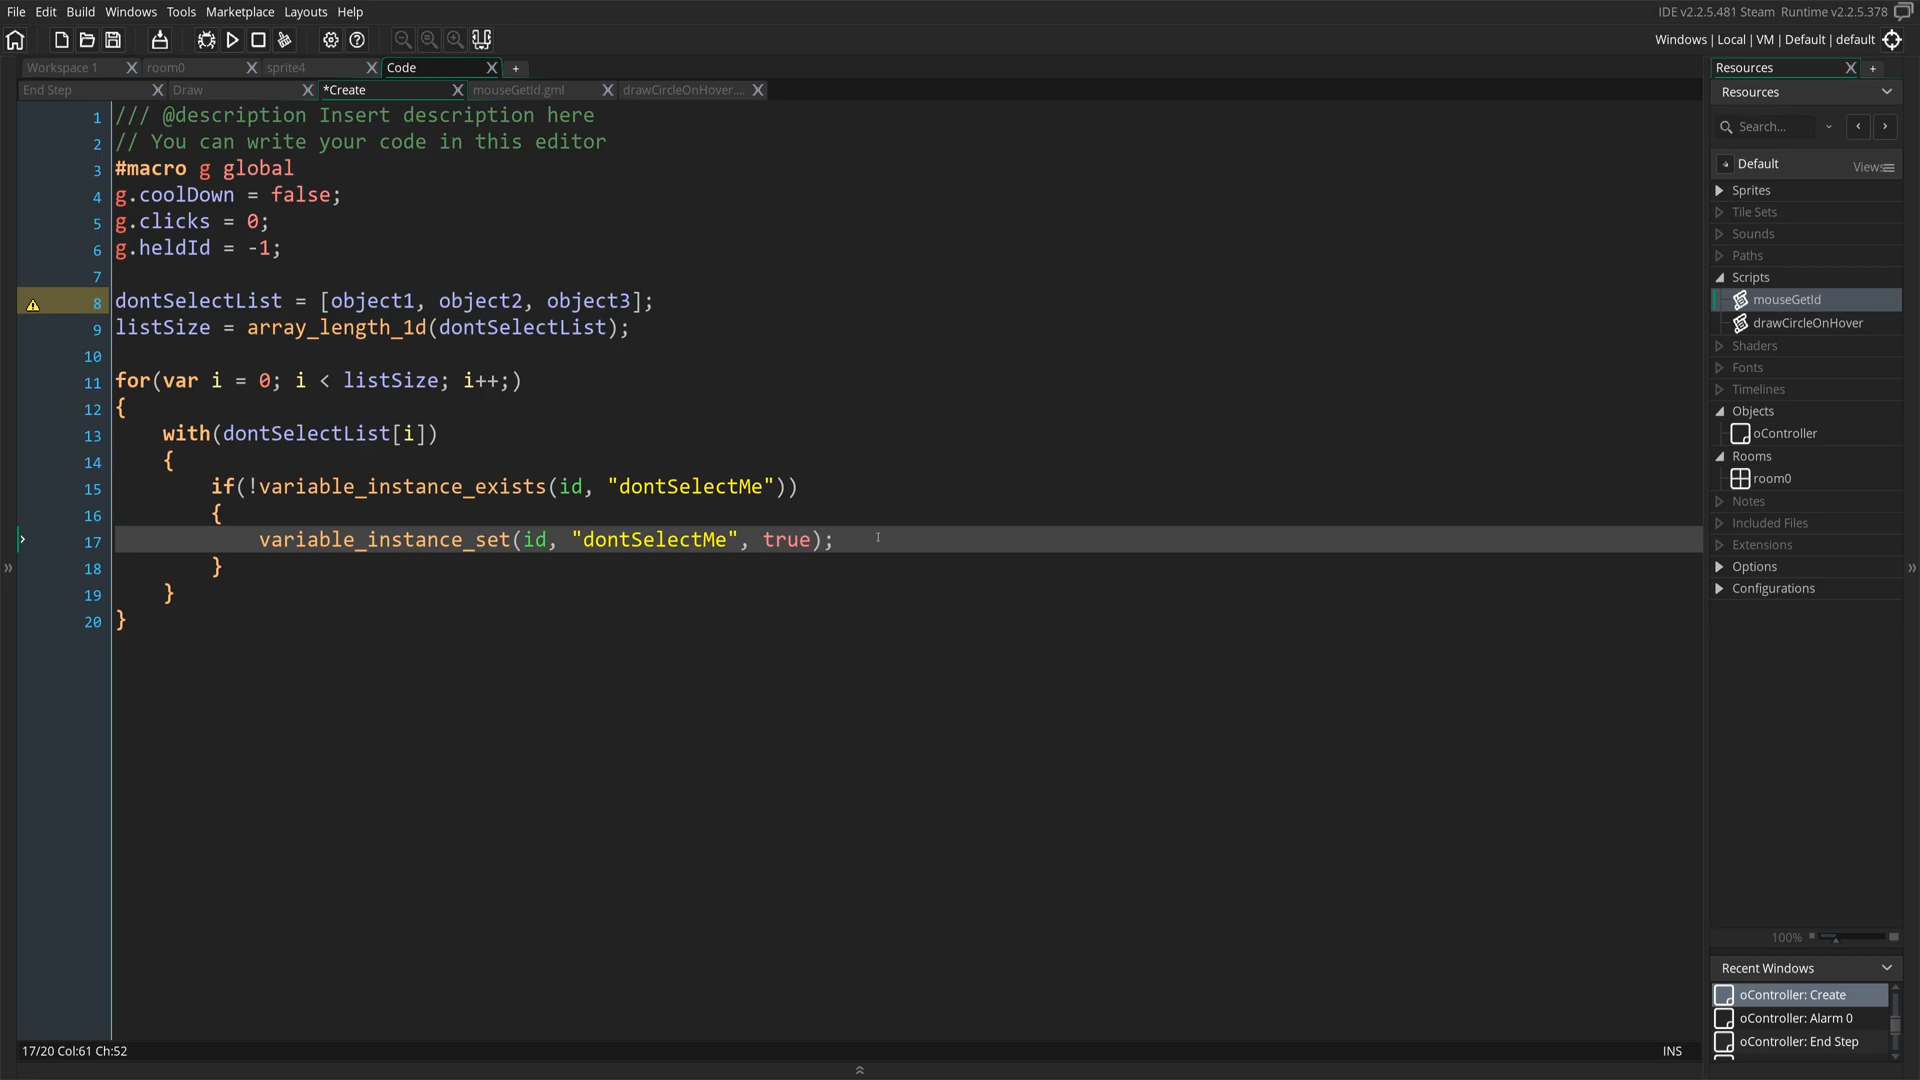 File Edit Build Windows Tools Marketplace Layouts Help
IDE v2.2.5.481 Steam Runtime v2.2.5.378
Windows | Local | VM | Default | default
Workspace 1 X room0 X sprite4 X Code X +
End Step X Draw X *Create X mouseGetId.gml X drawCircleOnHover.... X
1 /// @description Insert description here
2 // You can write your code in this editor
3 #macro g global
4 g.coolDown = false;
5 g.clicks = 0;
6 g.heldId = -1;
7
8 dontSelectList = [object1, object2, object3];
9 listSize = array_length_1d(dontSelectList);
10
11 for(var i = 0; i < listSize; i++;)
12 {
13 with(dontSelectList[i])
14 {
15 if(!variable_instance_exists(id, "dontSelectMe"))
16 {
17 variable_instance_set(id, "dontSelectMe", true);
18 }
19 }
20 }
17/20 Col:61 Ch:52
INS
Resources X +
Resources
Search...
Default
Views
Sprites
Tile Sets
Sounds
Paths
Scripts
mouseGetId
drawCircleOnHover
Shaders
Fonts
Timelines
Objects
oController
Rooms
room0
Notes
Included Files
Extensions
Options
Configurations
100%
Recent Windows
oController: Create
oController: Alarm 0
oController: End Step